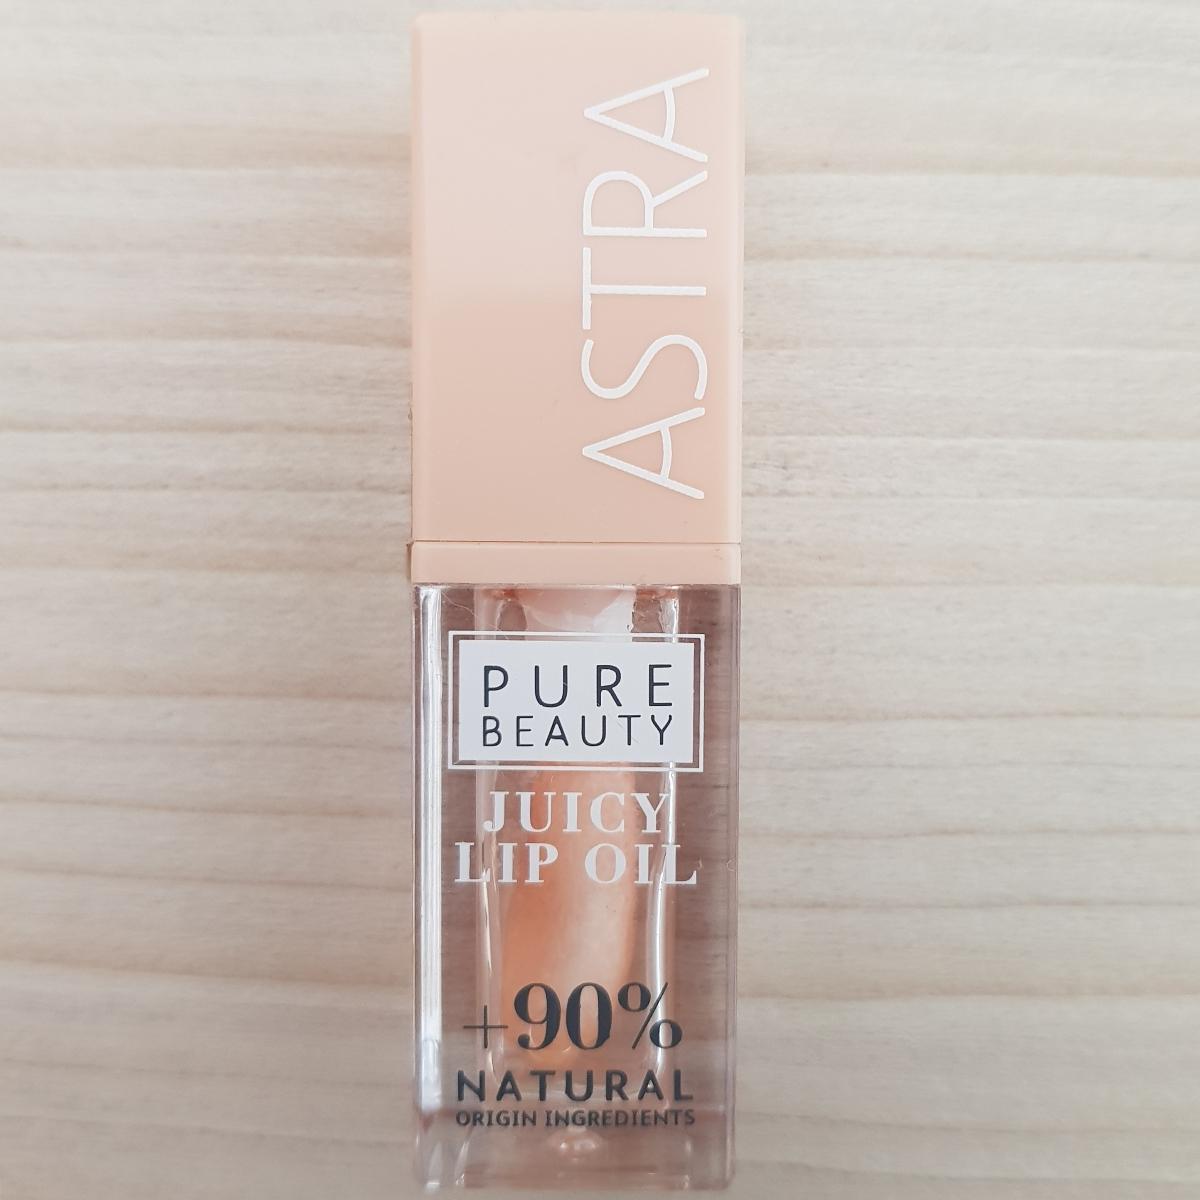 ASTRA
PURE
BEAUTY
JUICY
LIP OIL
+90%
NATURAL
ORIGIN INGREDIENTS